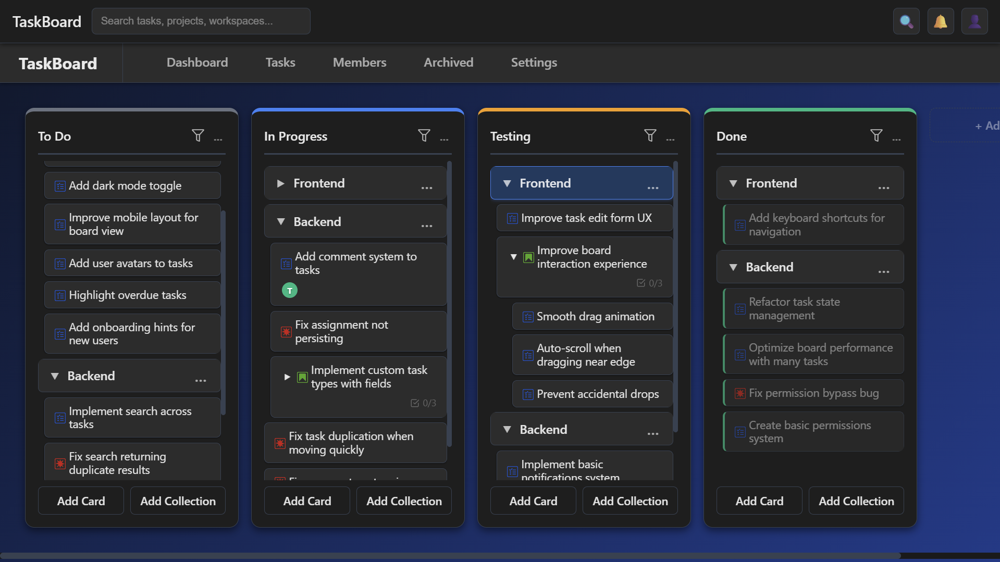 TaskBoard
Search tasks, projects, workspaces...
TaskBoard
Dashboard
Tasks
Members
Archived
Settings
To Do
...
Add dark mode toggle
Improve mobile layout for
board view
Add user avatars to tasks
Highlight overdue tasks
Add onboarding hints for
new users
Backend
...
Implement search across
tasks
Fix search returning
duplicate results
Add Card
Add Collection
In Progress
...
Frontend
...
Backend
...
Add comment system to
tasks
T
Fix assignment not
persisting
Implement custom task
types with fields
0/3
Fix task duplication when
moving quickly
Add Card
Add Collection
Testing
...
Frontend
...
Improve task edit form UX
Improve board
interaction experience
0/3
Smooth drag animation
Auto-scroll when
dragging near edge
Prevent accidental drops
Backend
...
Implement basic
notifications system
Add Card
Add Collection
Done
...
Frontend
...
Add keyboard shortcuts for
navigation
Backend
...
Refactor task state
management
Optimize board performance
with many tasks
Fix permission bypass bug
Create basic permissions
system
Add Card
Add Collection
+ Ad